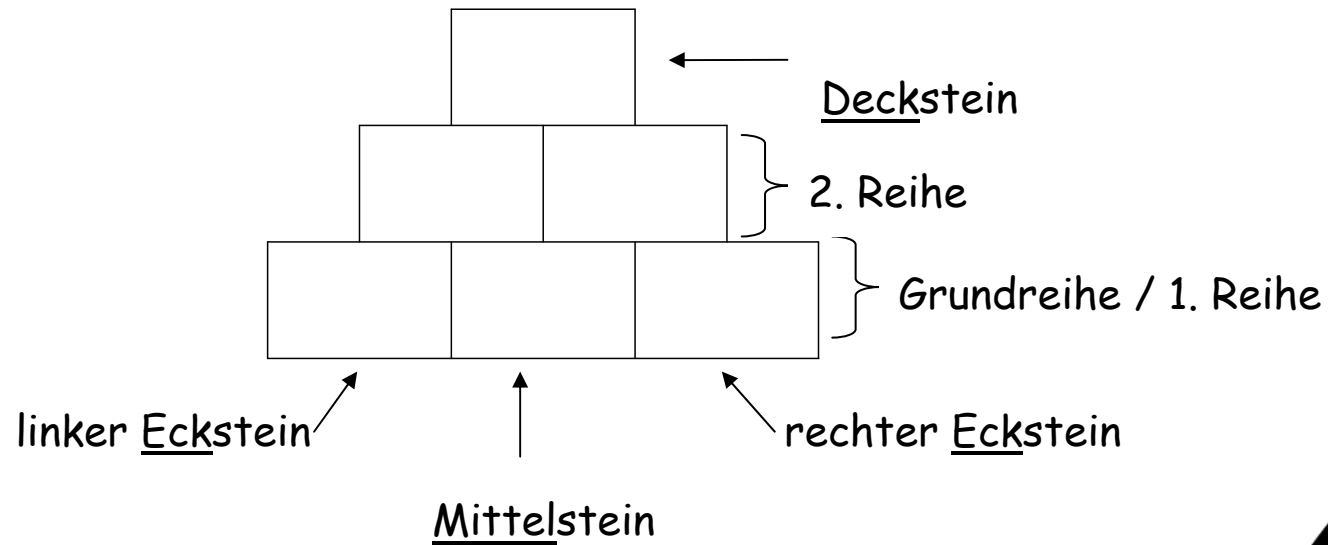 Deckstein
2. Reihe
Grundreihe / 1. Reihe
linker Eckstein
rechter Eckstein
Mittelstein